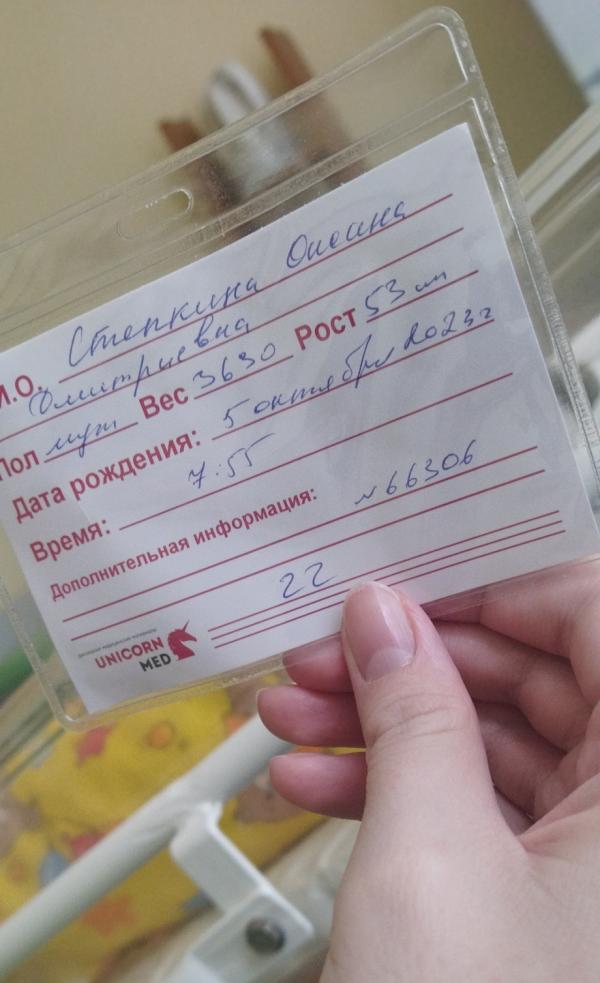 И.О. Степкина Оксана
Дмитриевна
Пол муж Вес 3630 Рост 53 см
Дата рождения: 5 октября 2023г
Время: 7:55
Дополнительная информация: №66306
22
UNICORN
MED